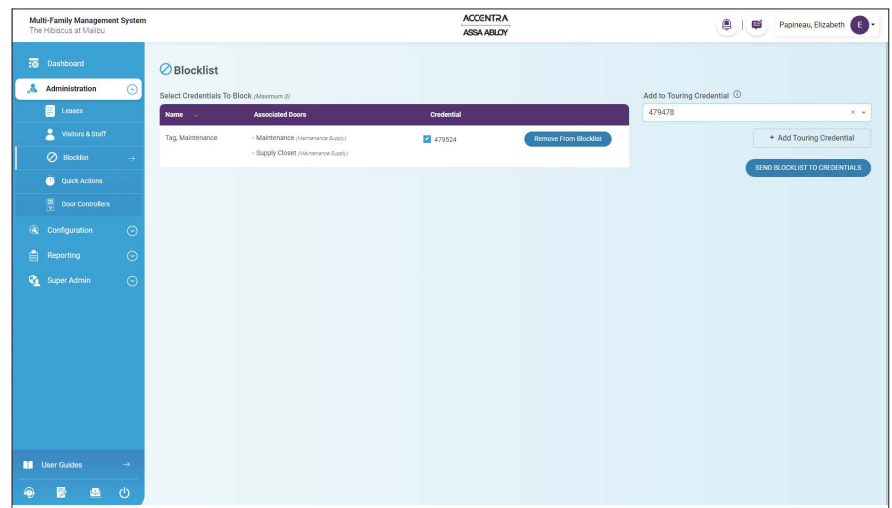 Multi-Family Management System
The Hibiscus at Malibu
ACCENTRA
ASSA ABLOY
Papineau, Elizabeth E
Dashboard
Administration
Leases
Visitors & Staff
Blocklist
Quick Actions
Door Controllers
Configuration
Reporting
Super Admin
User Guides
Blocklist
Select Credentials To Block (Maximum 3)
Name Associated Doors Credential
Tag, Maintenance - Maintenance (Maintenance Supply) 479524 Remove From Blocklist
- Supply Closet (Maintenance Supply)
Add to Touring Credential
479478
+ Add Touring Credential
SEND BLOCKLIST TO CREDENTIALS